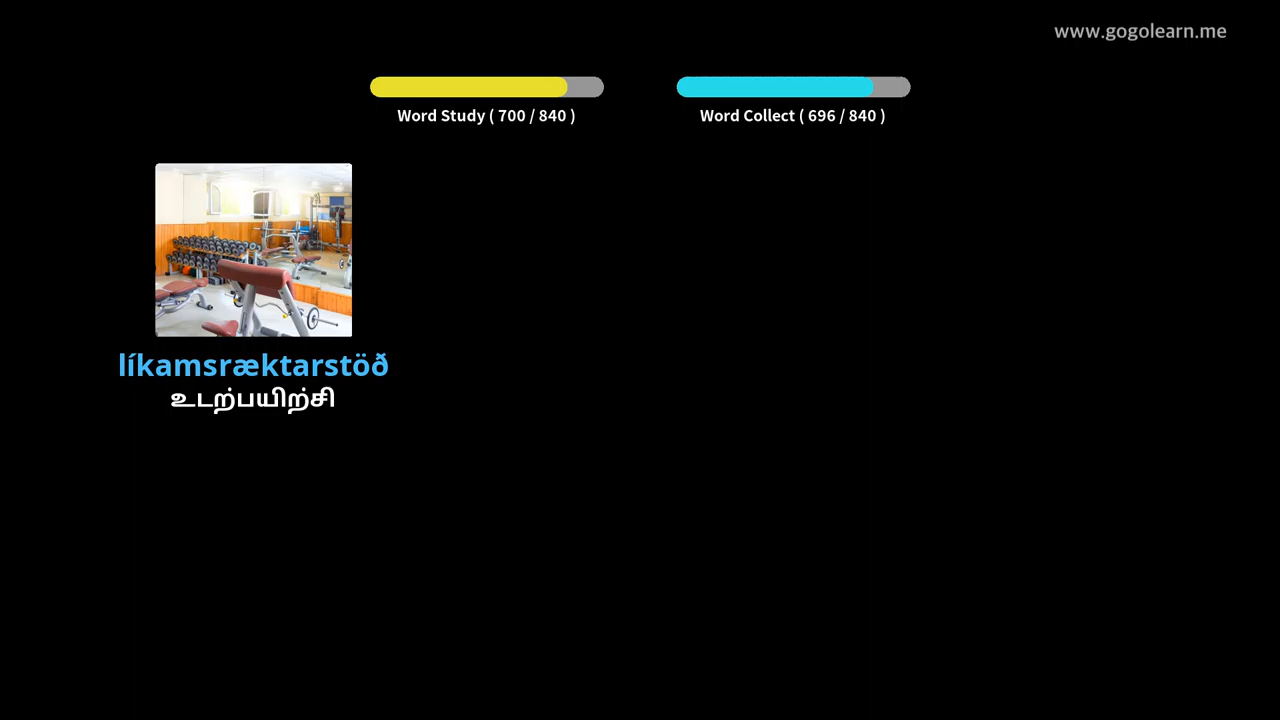 www.gogolearn.me
Word Study ( 700 / 840 )
Word Collect ( 696 / 840 )
líkamsræktarstöð
உடற்பயிற்சி